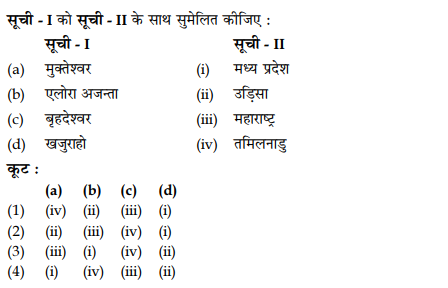 सूची - I को सूची - II के साथ सुमेलित कीजिए :
सूची - I सूची - II
(a) मुक्तेश्वर (i) मध्य प्रदेश
(b) एलोरा अजन्ता (ii) उड़िसा
(c) बृहदेश्वर (iii) महाराष्ट्र
(d) खजुराहो (iv) तमिलनाडु
कूट :
(a) (b) (c) (d)
(1) (iv) (ii) (iii) (i)
(2) (ii) (iii) (iv) (i)
(3) (iii) (i) (iv) (ii)
(4) (i) (iv) (iii) (ii)